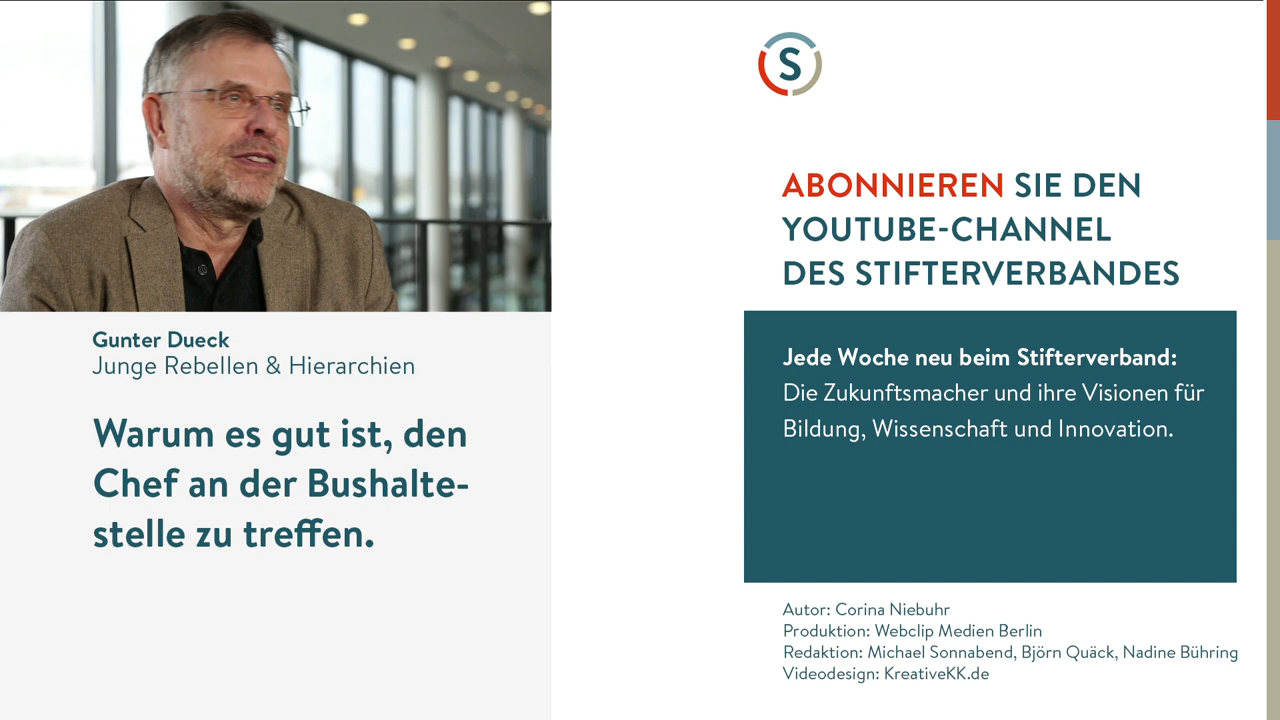 Gunter Dueck
Junge Rebellen & Hierarchien
Warum es gut ist, den
Chef an der Bushalte-
stelle zu treffen.
S
ABONNIEREN SIE DEN
YOUTUBE-CHANNEL
DES STIFTERVERBANDES
Jede Woche neu beim Stifterverband:
Die Zukunftsmacher und ihre Visionen für
Bildung, Wissenschaft und Innovation.
Autor: Corina Niebuhr
Produktion: Webclip Medien Berlin
Redaktion: Michael Sonnabend, Björn Quäck, Nadine Bühring
Videodesign: KreativeKK.de